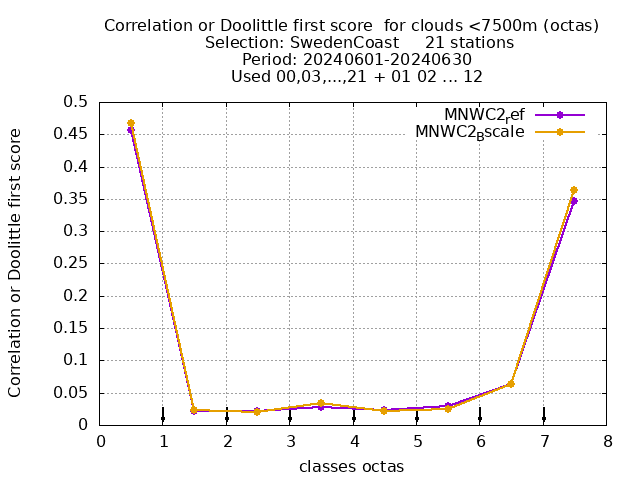 Correlation or Doolittle first score  for clouds <7500m (octas)
Selection: SwedenCoast     21 stations
Period: 20240601-20240630
Used 00,03,...,21 + 01 02 ... 12
MNWC2ref
MNWC2Bscale
Correlation or Doolittle first score
0.5
0.45
0.4
0.35
0.3
0.25
0.2
0.15
0.1
0.05
0
0 1 2 3 4 5 6 7 8
classes octas